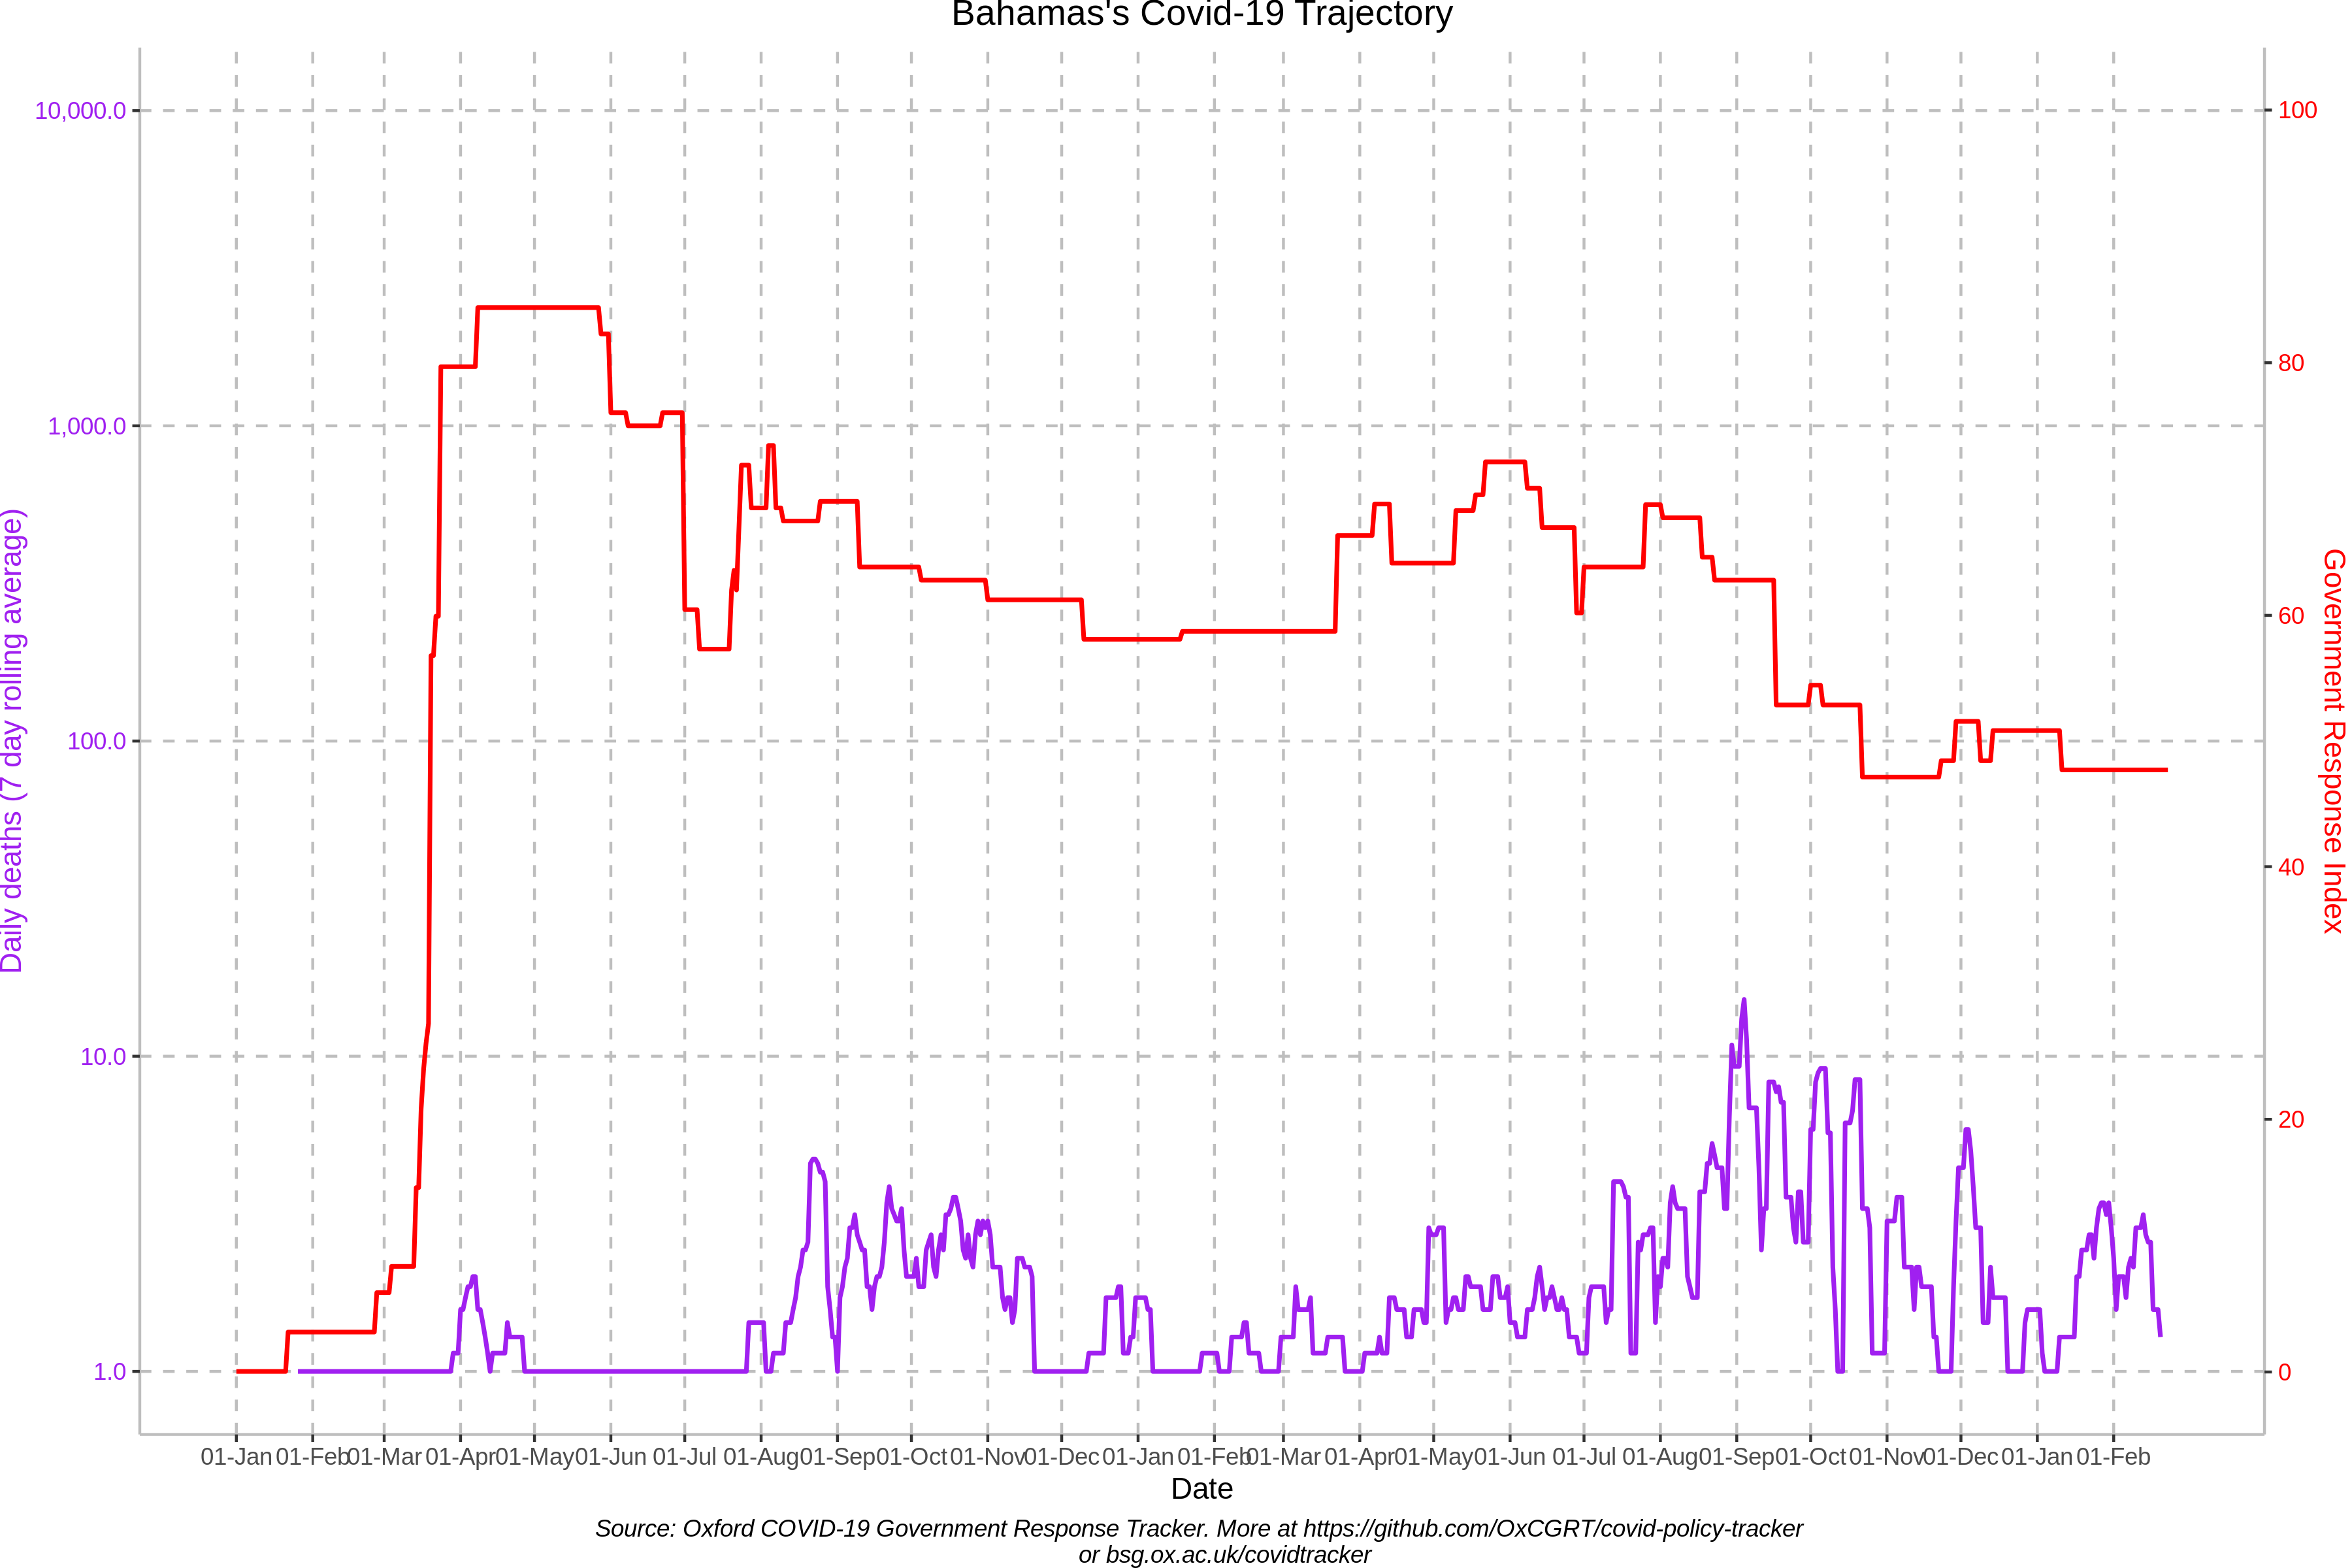 Bahamas's Covid-19 Trajectory
10,000.0
1,000.0
100.0
10.0
1.0
Daily deaths (7 day rolling average)
100
80
60
40
20
0
Government Response Index
01-Jan 01-Feb 01-Mar 01-Apr 01-May 01-Jun 01-Jul 01-Aug 01-Sep 01-Oct 01-Nov 01-Dec 01-Jan 01-Feb 01-Mar 01-Apr 01-May 01-Jun 01-Jul 01-Aug 01-Sep 01-Oct 01-Nov 01-Dec 01-Jan 01-Feb
Date
Source: Oxford COVID-19 Government Response Tracker. More at https://github.com/OxCGRT/covid-policy-tracker
or bsg.ox.ac.uk/covidtracker